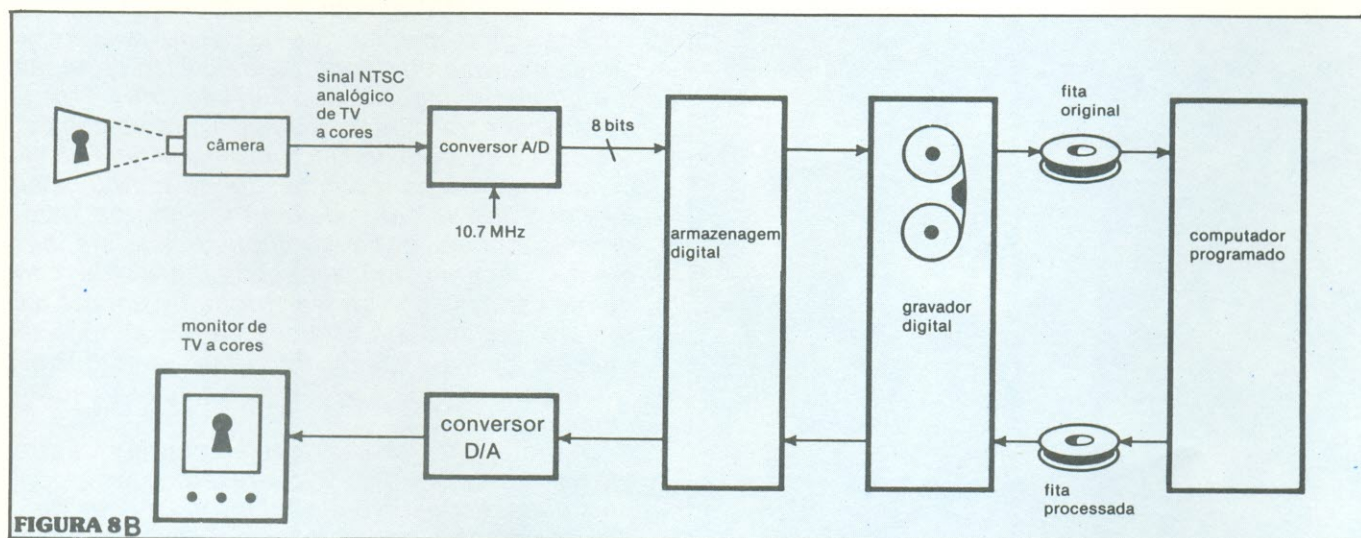 sinal NTSC
analógico
de TV
a cores
câmera
conversor A/D
10.7 MHz
8 bits
armazenagem
digital
gravador
digital
fita
original
computador
programado
monitor de
TV a cores
conversor
D/A
fita
processada
FIGURA 8B